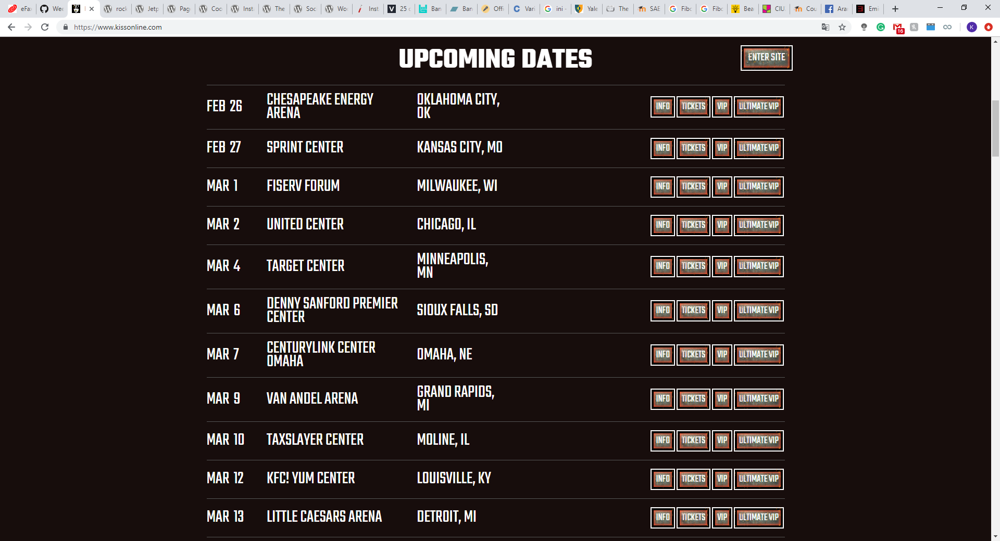 eFax
Wee
rock
Jetp
Pag
Coo
Inst
The
Soc
Wo
Inst
25 c
Ban
Ban
Offi
Vari
ini -
Yale
The
SAE
Fibo
Fibo
Bea
CIU
Cou
Ara
Emi
https://www.kissonline.com
16
K
UPCOMING DATES
ENTER SITE
FEB 26
CHESAPEAKE ENERGY
ARENA
OKLAHOMA CITY,
OK
INFO TICKETS VIP ULTIMATE VIP
FEB 27 SPRINT CENTER KANSAS CITY, MO INFO TICKETS VIP ULTIMATE VIP
MAR 1 FISERV FORUM MILWAUKEE, WI INFO TICKETS VIP ULTIMATE VIP
MAR 2 UNITED CENTER CHICAGO, IL INFO TICKETS VIP ULTIMATE VIP
MAR 4 TARGET CENTER
MINNEAPOLIS,
MN
INFO TICKETS VIP ULTIMATE VIP
MAR 6
DENNY SANFORD PREMIER
CENTER
SIOUX FALLS, SD INFO TICKETS VIP ULTIMATE VIP
MAR 7
CENTURYLINK CENTER
OMAHA
OMAHA, NE INFO TICKETS VIP ULTIMATE VIP
MAR 9 VAN ANDEL ARENA
GRAND RAPIDS,
MI
INFO TICKETS VIP ULTIMATE VIP
MAR 10 TAXSLAYER CENTER MOLINE, IL INFO TICKETS VIP ULTIMATE VIP
MAR 12 KFC! YUM CENTER LOUISVILLE, KY INFO TICKETS VIP ULTIMATE VIP
MAR 13 LITTLE CAESARS ARENA DETROIT, MI INFO TICKETS VIP ULTIMATE VIP